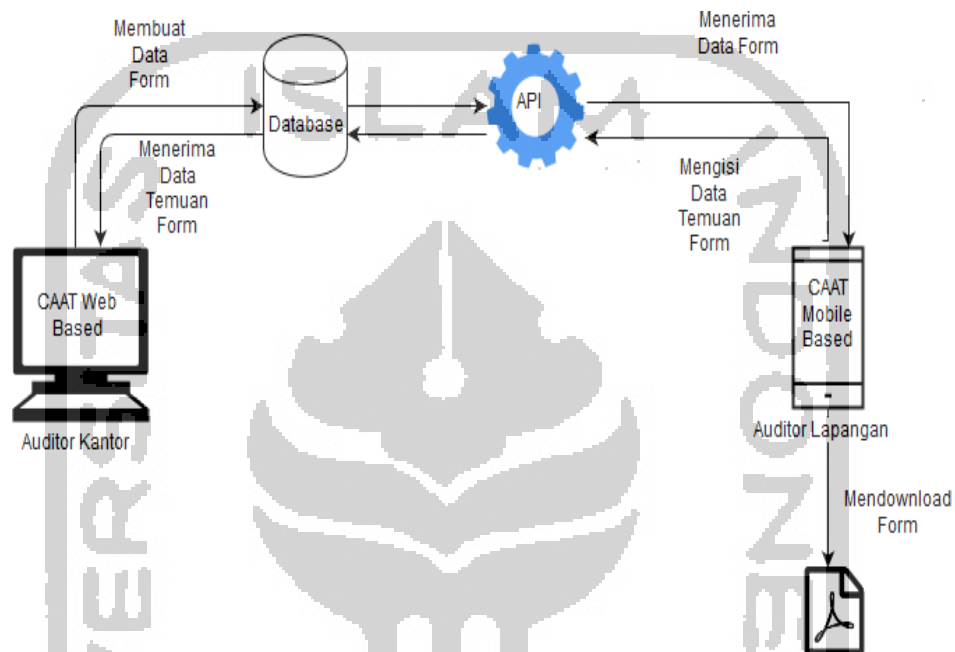 Membuat
Data
Form
Menerima
Data Form
ISLAM
Database
API
Menerima
Data
Temuan
Form
Mengisi
Data
Temuan
Form
CAAT Web
Based
CAAT
Mobile
Based
Auditor Kantor
Auditor Lapangan
Mendownload
Form